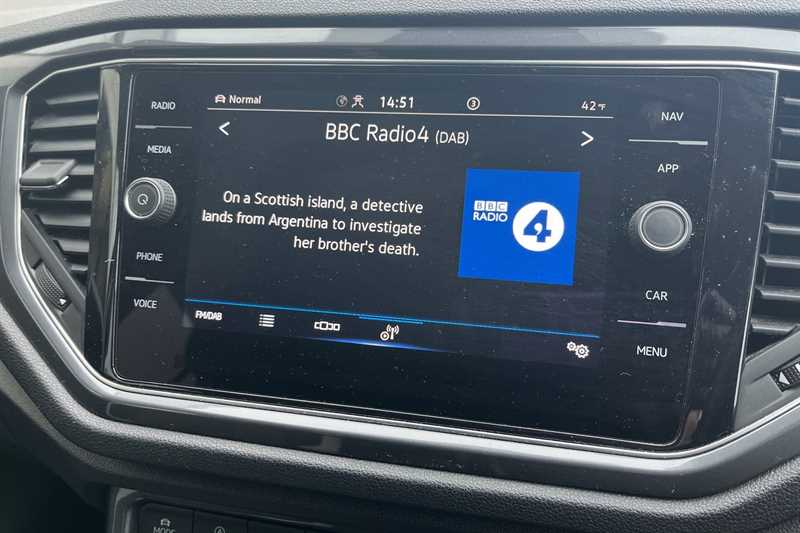 RADIO
MEDIA
PHONE
VOICE
Normal
14:51
3
42°F
BBC Radio4 (DAB)
On a Scottish island, a detective
lands from Argentina to investigate
her brother's death.
BBC
RADIO
4
FM/DAB
NAV
APP
CAR
MENU
MODE